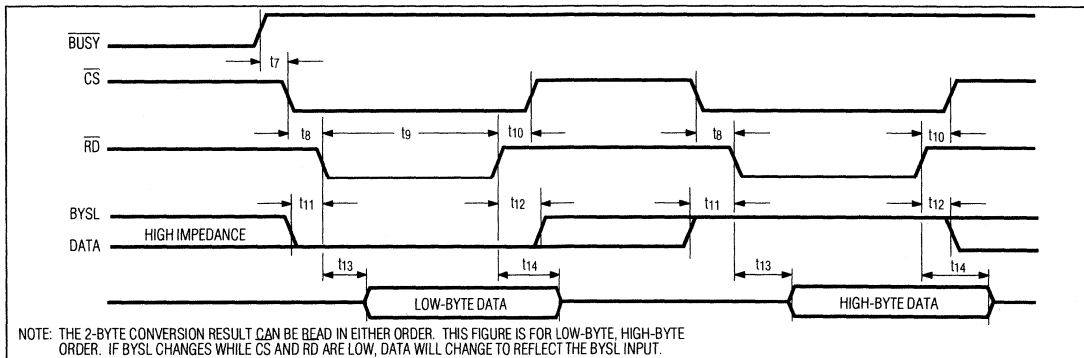 BUSY
t7
CS
t8 t9 t10 t8 t10
RD
t11 t12 t11 t12
BYSL
HIGH IMPEDANCE
DATA
t13 t14 t13 t14
LOW-BYTE DATA HIGH-BYTE DATA
NOTE: THE 2-BYTE CONVERSION RESULT CAN BE READ IN EITHER ORDER. THIS FIGURE IS FOR LOW-BYTE, HIGH-BYTE
ORDER. IF BYSL CHANGES WHILE CS AND RD ARE LOW, DATA WILL CHANGE TO REFLECT THE BYSL INPUT.